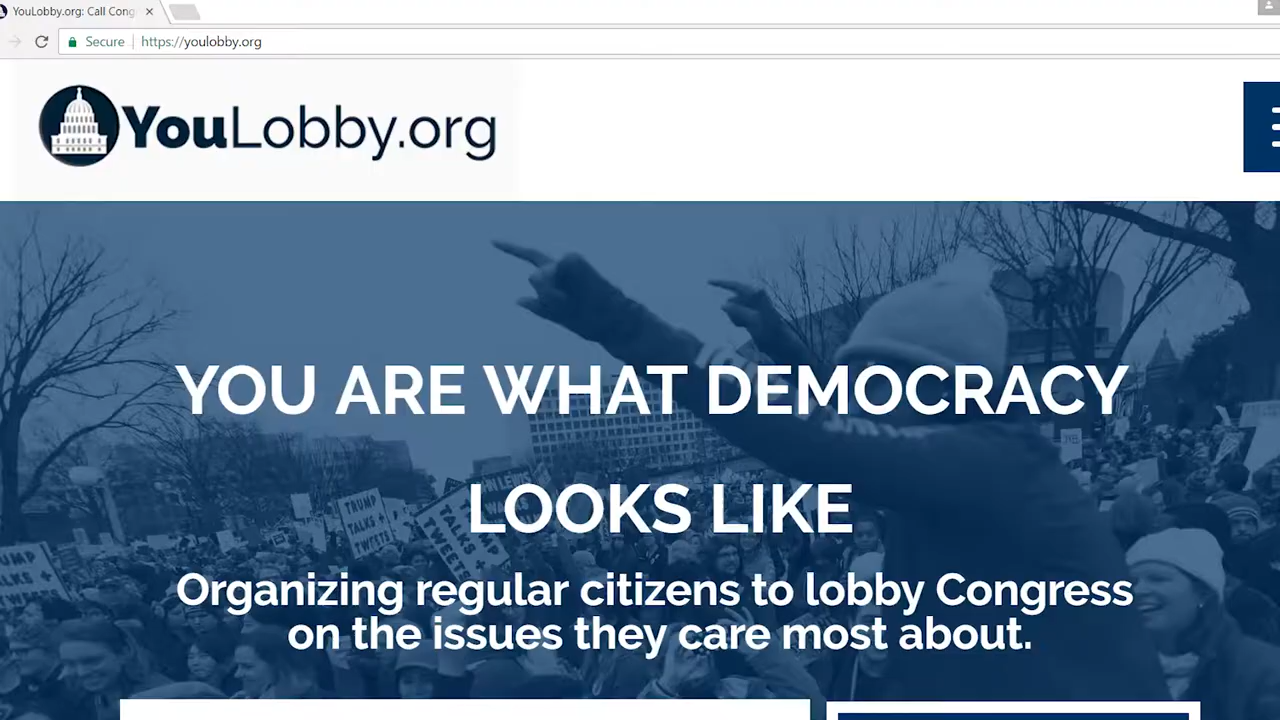 YouLobby.org: Call Cong
Secure https://youlobby.org
YouLobby.org
YOU ARE WHAT DEMOCRACY
LOOKS LIKE
TRUMP
TALKS +
TWEETS
Organizing regular citizens to lobby Congress
on the issues they care most about.